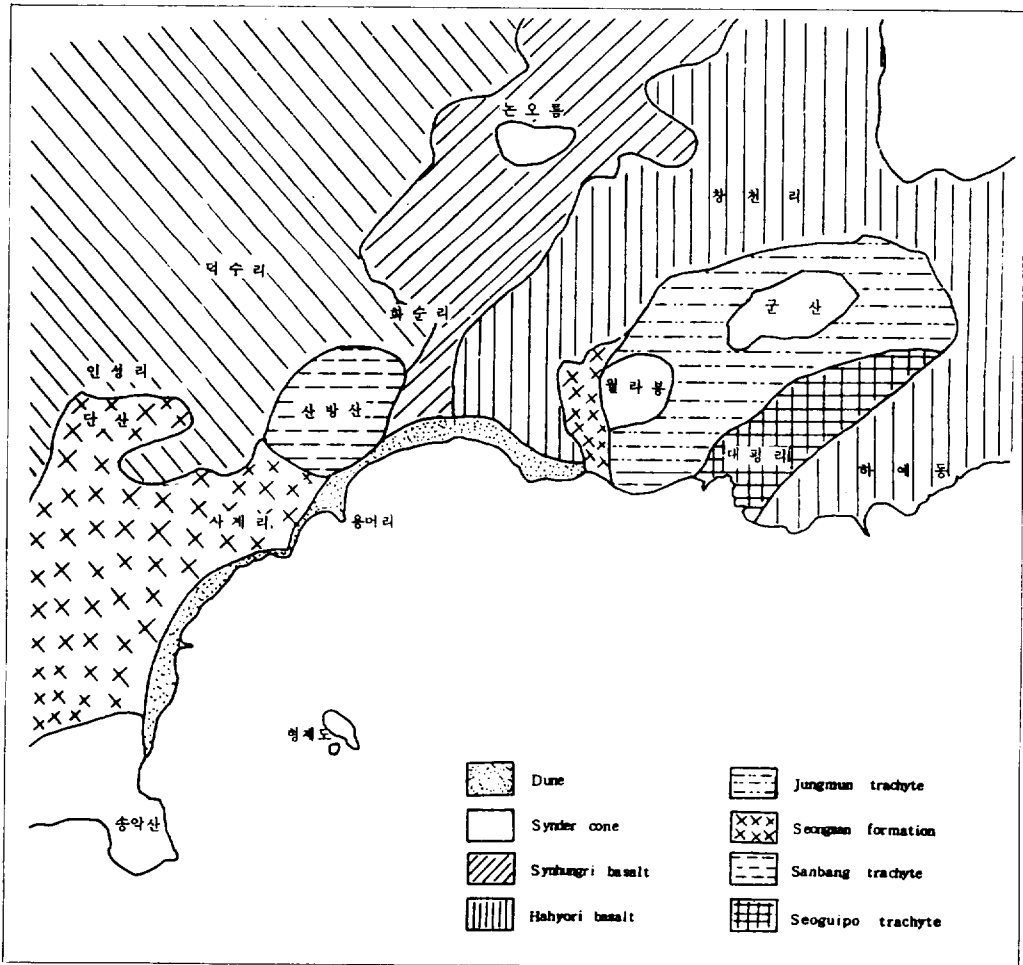 논오름
창천리
덕수리
군산
화순리
인성리
월라봉
단산
산방산
대평리
하예동
사계리
용머리
형제도
송악산
Dune
Synder cone
Synhungri basalt
Hahyori basalt
Jungmun trachyte
Seongsan formation
Sanbang trachyte
Seoguipo trachyte